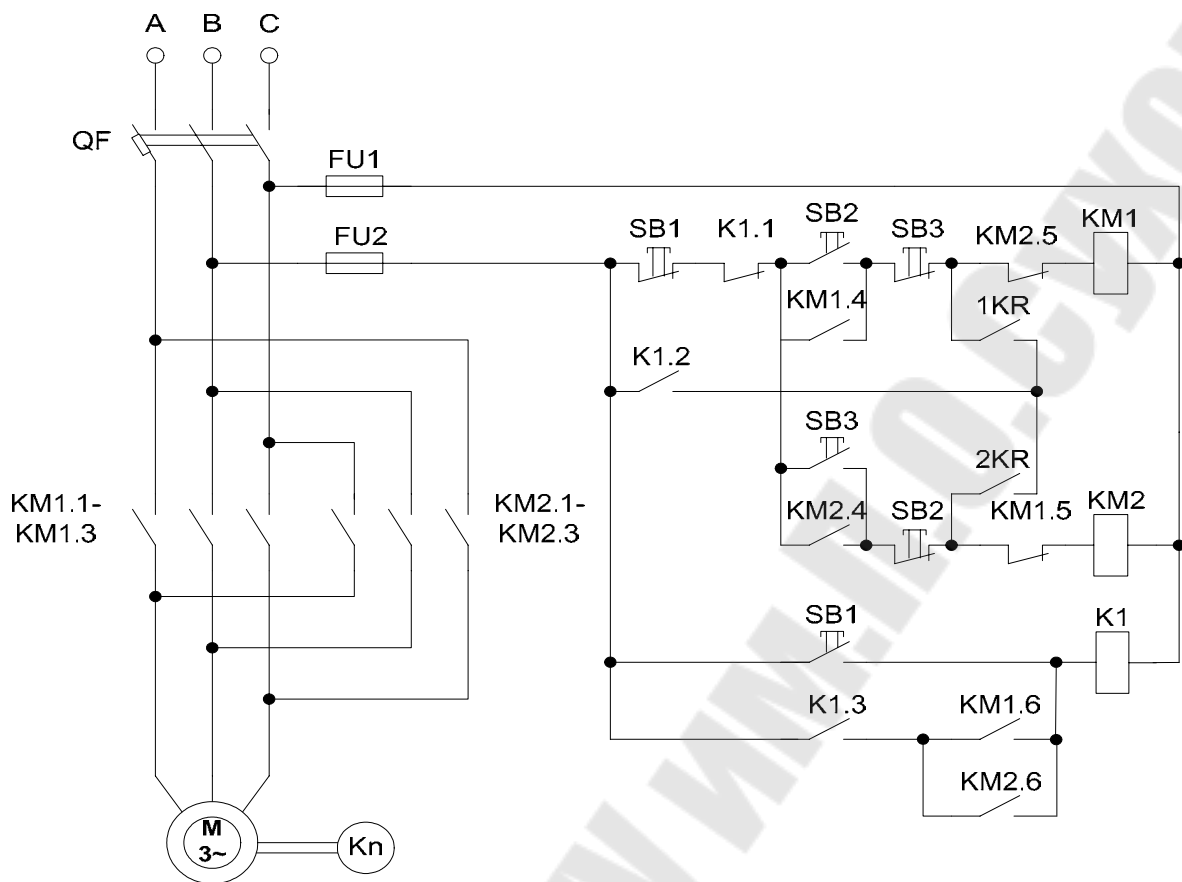 A B C
QF
FU1
FU2
SB1
K1.1
SB2
SB3
KM2.5
KM1
KM1.4
1KR
K1.2
SB3
2KR
KM2.4
SB2
KM1.5
KM2
KM1.1-
KM1.3
KM2.1-
KM2.3
SB1
K1
K1.3
KM1.6
KM2.6
M
3~
Kn
им.П.О.Сухо